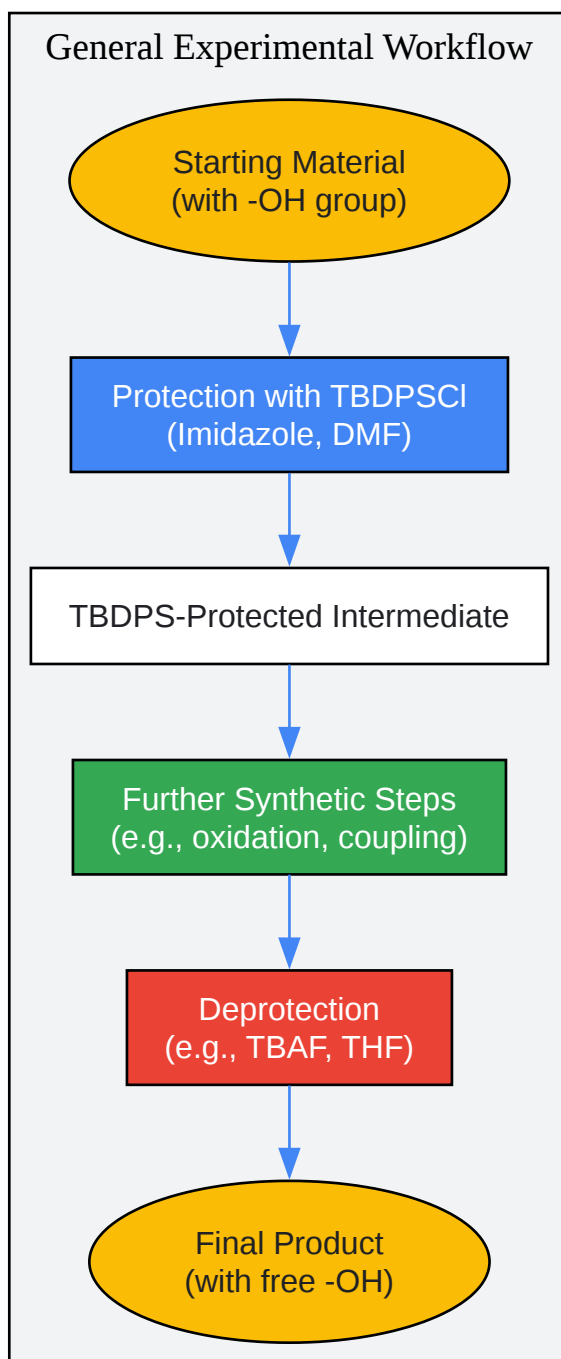 General Experimental Workflow
Starting Material
(with -OH group)
Protection with TBDPSCl
(Imidazole, DMF)
TBDPS-Protected Intermediate
Further Synthetic Steps
(e.g., oxidation, coupling)
Deprotection
(e.g., TBAF, THF)
Final Product
(with free -OH)